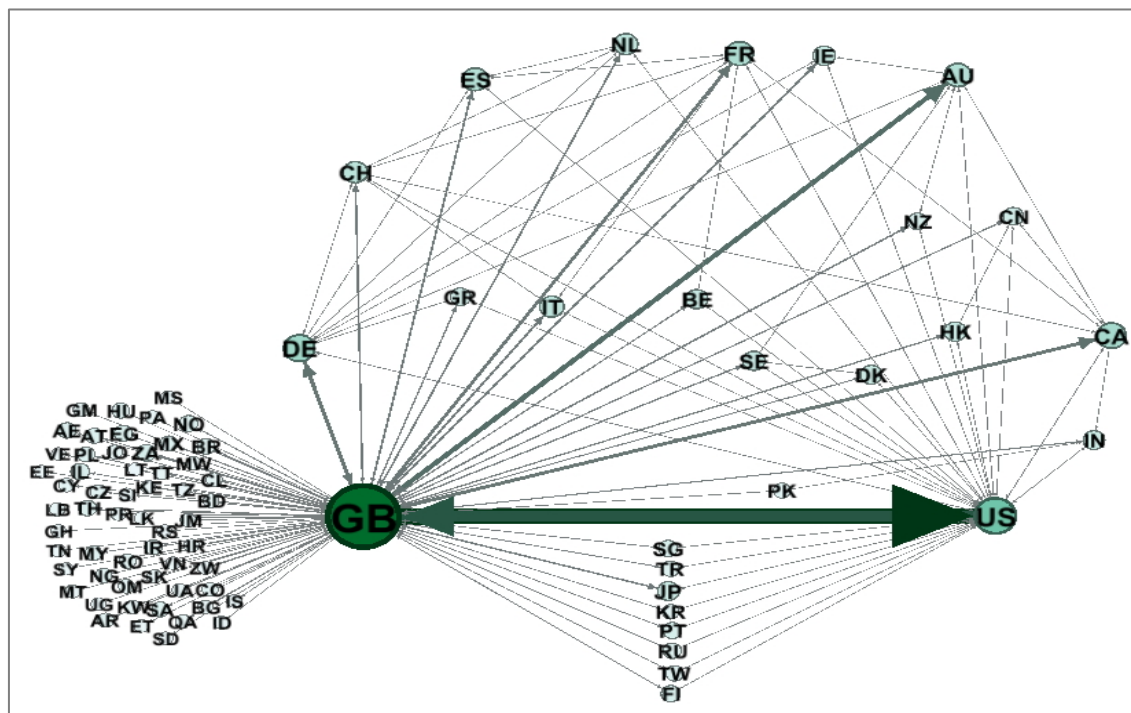 NL
FR
IE
ES
AU
CH
NZ
CN
GR
IT
BE
HK
CA
DE
SE
DK
IN
PK
GB
US
SG
TR
JP
KR
PT
RU
TW
FI
MS
GM HU PA NO
AE AT EG MX BR
VE PL JO ZA
EE IL LT TT MW CL
CY CZ SI KE TZ BD
LB TH PR LK JM
GH RS
TN MY IR HR
SY RO VN ZW
NG OM SK
MT UA CO IS
UG KW SA BG
AR ET QA ID
SD